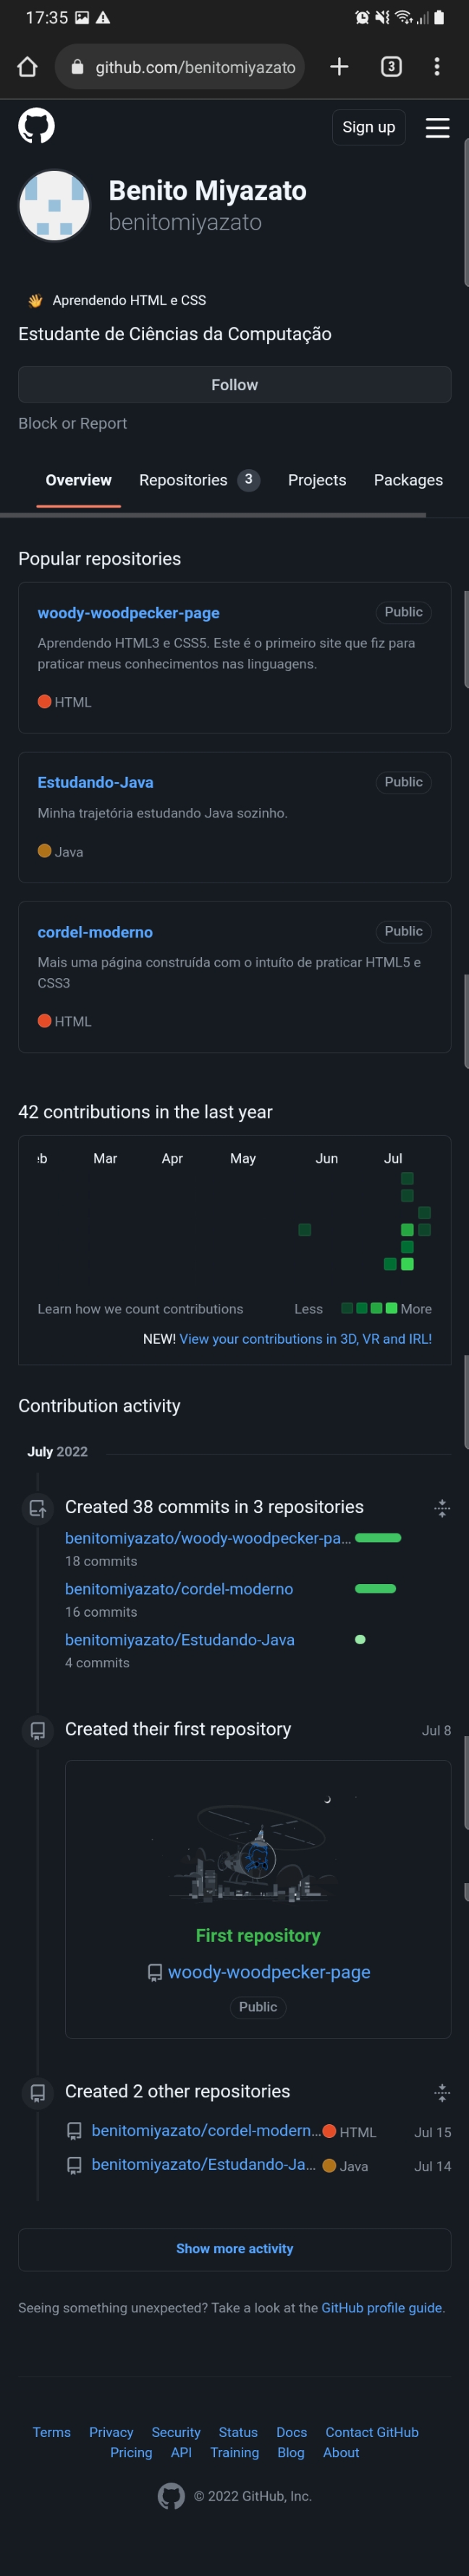 17:35
github.com/benitomiyazato
3
Sign up
Benito Miyazato
benitomiyazato
👋 Aprendendo HTML e CSS
Estudante de Ciências da Computação
Follow
Block or Report
Overview Repositories 3 Projects Packages
Popular repositories
woody-woodpecker-page Public
Aprendendo HTML3 e CSS5. Este é o primeiro site que fiz para
praticar meus conhecimentos nas linguagens.
HTML
Estudando-Java Public
Minha trajetória estudando Java sozinho.
Java
cordel-moderno Public
Mais uma página construída com o intuíto de praticar HTML5 e
CSS3
HTML
42 contributions in the last year
eb Mar Apr May Jun Jul
Learn how we count contributions Less More
NEW! View your contributions in 3D, VR and IRL!
Contribution activity
July 2022
Created 38 commits in 3 repositories
benitomiyazato/woody-woodpecker-pa...
18 commits
benitomiyazato/cordel-moderno
16 commits
benitomiyazato/Estudando-Java
4 commits
Created their first repository Jul 8
First repository
woody-woodpecker-page
Public
Created 2 other repositories
benitomiyazato/cordel-modern... HTML Jul 15
benitomiyazato/Estudando-Ja... Java Jul 14
Show more activity
Seeing something unexpected? Take a look at the GitHub profile guide.
Terms Privacy Security Status Docs Contact GitHub
Pricing API Training Blog About
© 2022 GitHub, Inc.